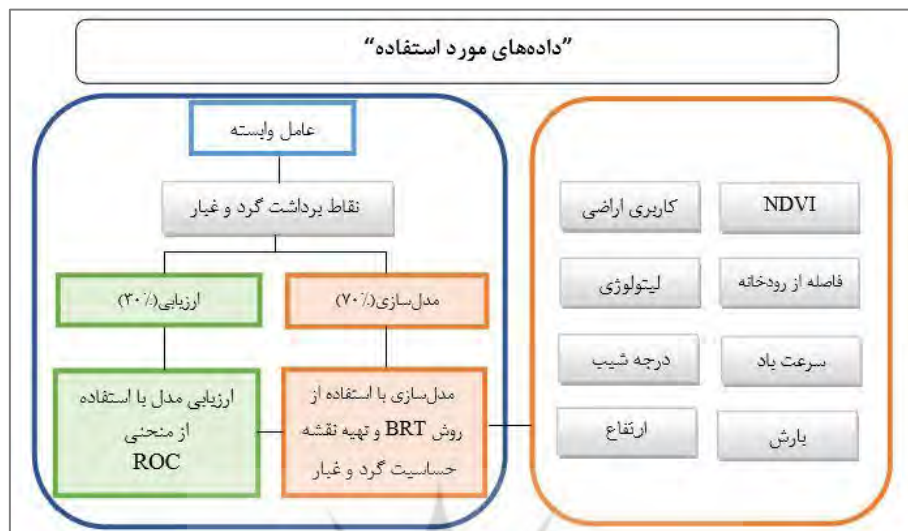 ”داده‌های مورد استفاده“
عامل وابسته
نقاط برداشت گرد و غبار
مدل‌سازی(۷۰٪)
ارزیابی(۳۰٪)
مدل‌سازی با استفاده از
روش BRT و تهیه نقشه
حساسیت گرد و غبار
ارزیابی مدل با استفاده
از منحنی
ROC
NDVI
کاربری اراضی
فاصله از رودخانه
لیتولوژی
سرعت باد
درجه شیب
بارش
ارتفاع